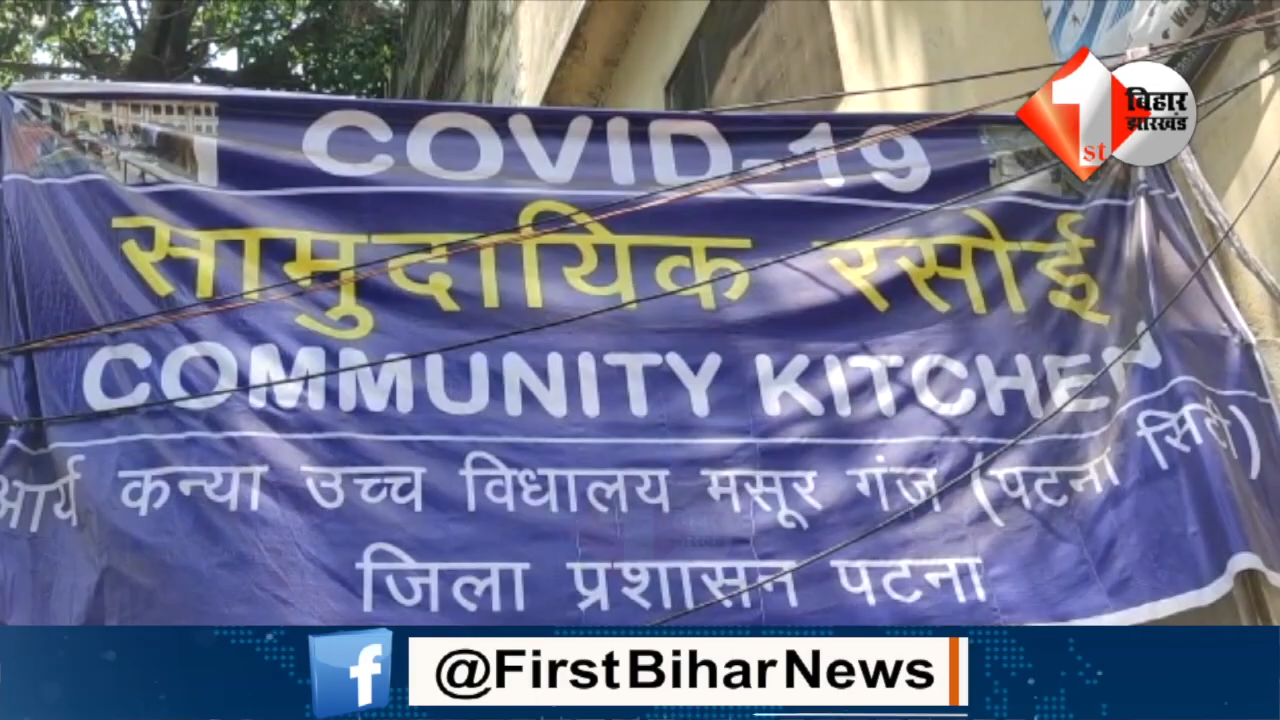 COVID-19
सामुदायिक रसोई
COMMUNITY KITCHEN
आर्य कन्या उच्च विधालय मसूर गंज (पटना सिटी)
जिला प्रशासन पटना
1st
बिहार
झारखंड
f @FirstBiharNews